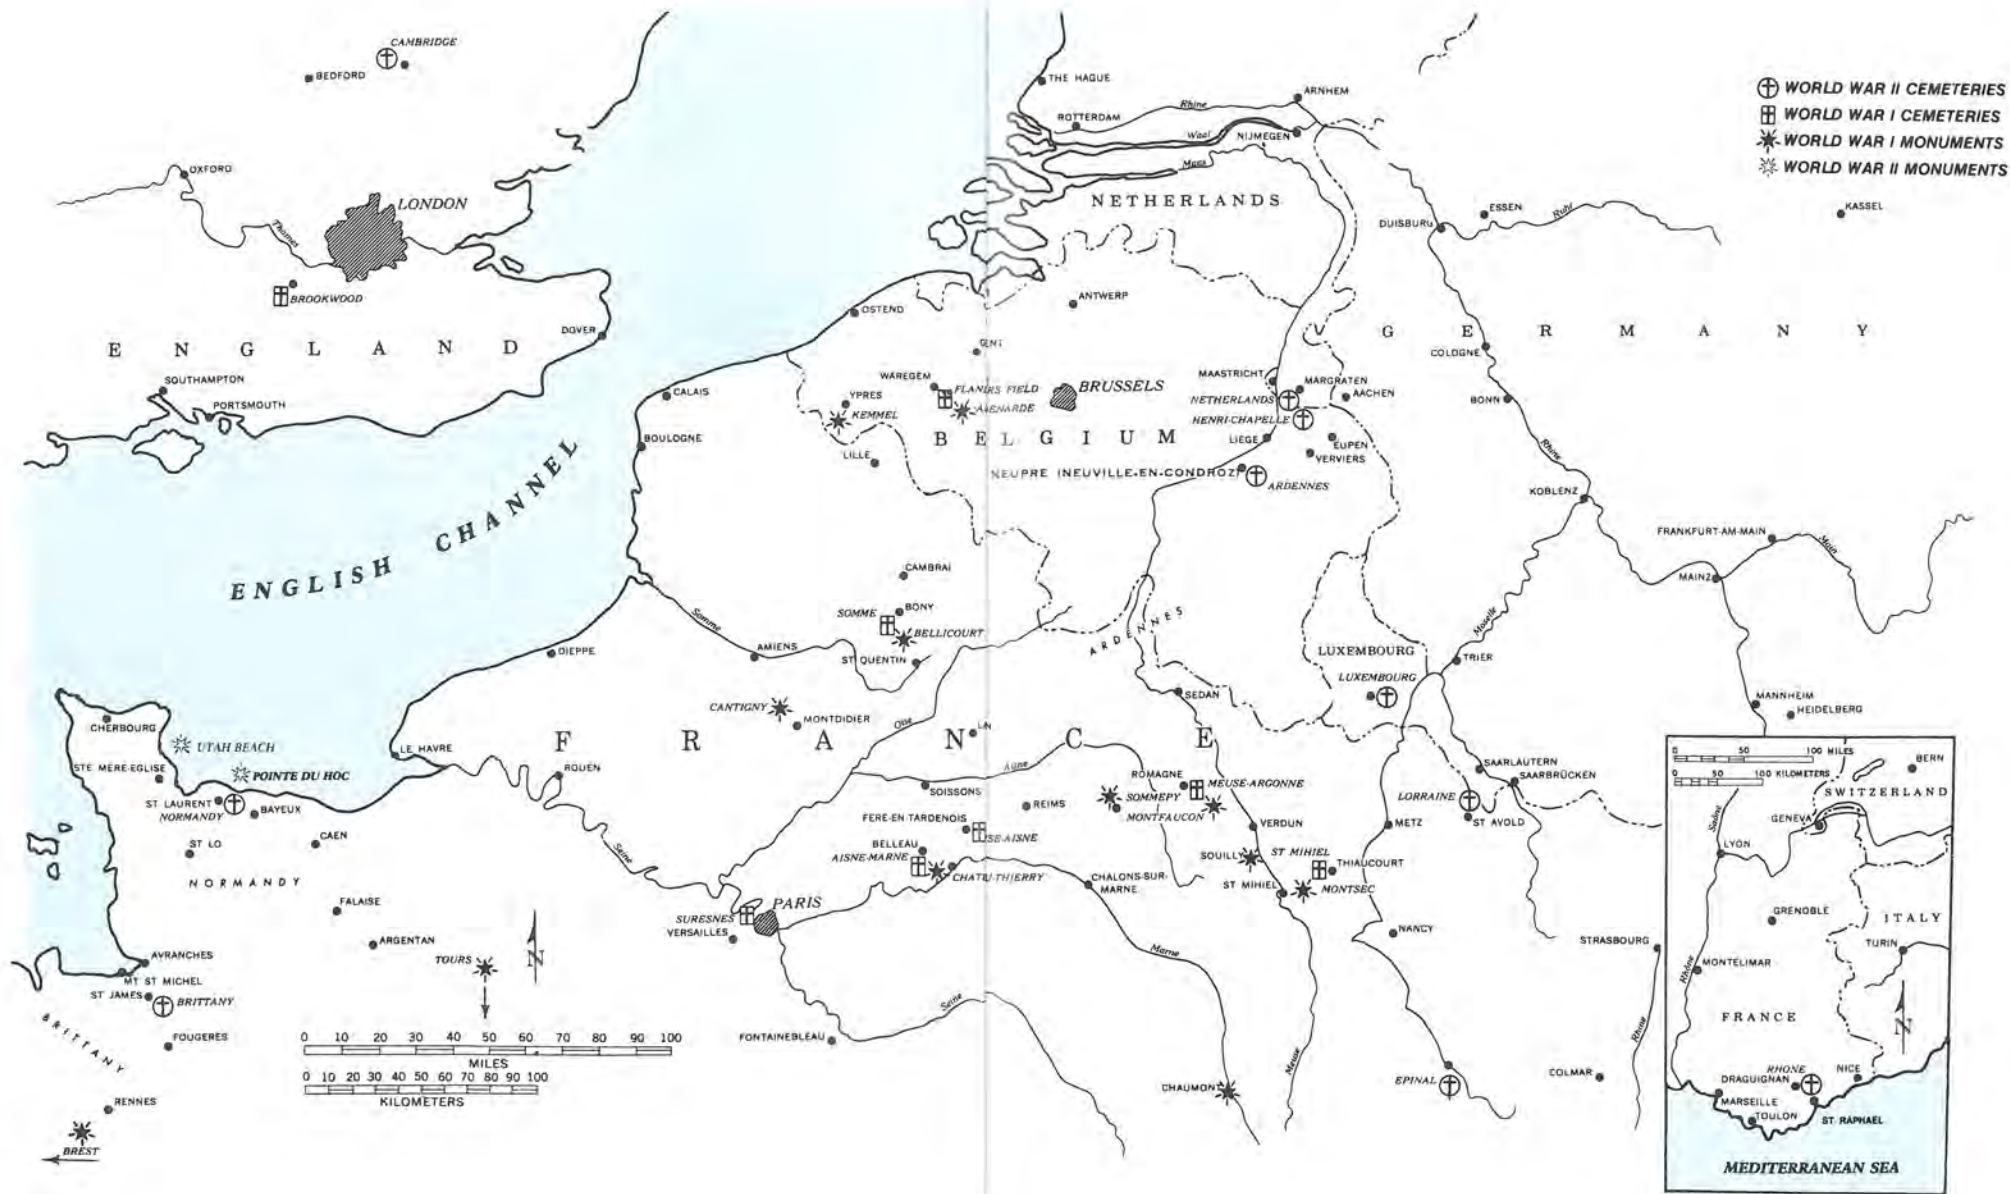 CAMBRIDGE
BEDFORD
OXFORD
LONDON
Thames
BROOKWOOD
DOVER
E N G L A N D
SOUTHAMPTON
PORTSMOUTH
ENGLISH CHANNEL
THE HAGUE
ROTTERDAM
Rhine
ARNHEM
Waal
NIJMEGEN
Maas
NETHERLANDS
WORLD WAR II CEMETERIES
WORLD WAR I CEMETERIES
WORLD WAR I MONUMENTS
WORLD WAR II MONUMENTS
KASSEL
ESSEN
Ruhr
DUISBURG
OSTEND
ANTWERP
GENT
G E R M A N Y
COLOGNE
BONN
CALAIS
BOULOGNE
WAREGEM
FLANDRS FIELD
YPRES
KEMMEL
BRUSSELS
MAASTRICHT
MARGRATEN
NETHERLANDS
AACHEN
HENRI-CHAPELLE
B E L G I U M
LIEGE
EUPEN
VERVIERS
LILLE
NEUPRE (NEUVILLE-EN-CONDROZ)
ARDENNES
Rhine
KOBLENZ
FRANKFURT-AM-MAIN
Main
MAINZ
CAMBRAI
SOMME
BONY
BELLICOURT
Somme
AMIENS
ST QUENTIN
DIEPPE
ARDENNES
Moselle
LUXEMBOURG
LUXEMBOURG
TRIER
SEDAN
MANNHEIM
HEIDELBERG
CANTIGNY
MONTDIDIER
Oise
F R A N C E
CHERBOURG
UTAH BEACH
STE MERE-EGLISE
POINTE DU HOC
LE HAVRE
ROUEN
ST LAURENT
NORMANDY
BAYEUX
CAEN
ST LO
NORMANDY
Aisne
SOISSONS
REIMS
ROMAGNE
MEUSE-ARGONNE
SOMMEPY
MONTFAUCON
SAARLAUTERN
SAARBRÜCKEN
LORRAINE
ST AVOLD
METZ
VERDUN
FERE-EN-TARDENOIS
SE-AISNE
BELLEAU
AISNE-MARNE
CHATU-THIERRY
SOUILLY
ST MIHIEL
THIAUCOURT
ST MIHIEL
MONTSEC
CHALONS-SUR-
MARNE
Seine
PARIS
SURESNES
VERSAILLES
FALAISE
ARGENTAN
TOURS
N
NANCY
STRASBOURG
Marne
Seine
FONTAINEBLEAU
AVRANCHES
MT ST MICHEL
ST JAMES
BRITTANY
FOUGERES
BRITTANY
RENNES
BREST
0 10 20 30 40 50 60 70 80 90 100
MILES
0 10 20 30 40 50 60 70 80 90 100
KILOMETERS
CHAUMONT
Meuse
EPINAL
COLMAR
Rhine
0 50 100 MILES
0 50 100 KILOMETERS
BERN
SWITZERLAND
Saône
GENEVA
LYON
GRENOBLE
ITALY
TURIN
Rhône
MONTELIMAR
FRANCE
N
RHONE
DRAGUIGNAN
NICE
MARSEILLE
TOULON
ST RAPHAEL
MEDITERRANEAN SEA